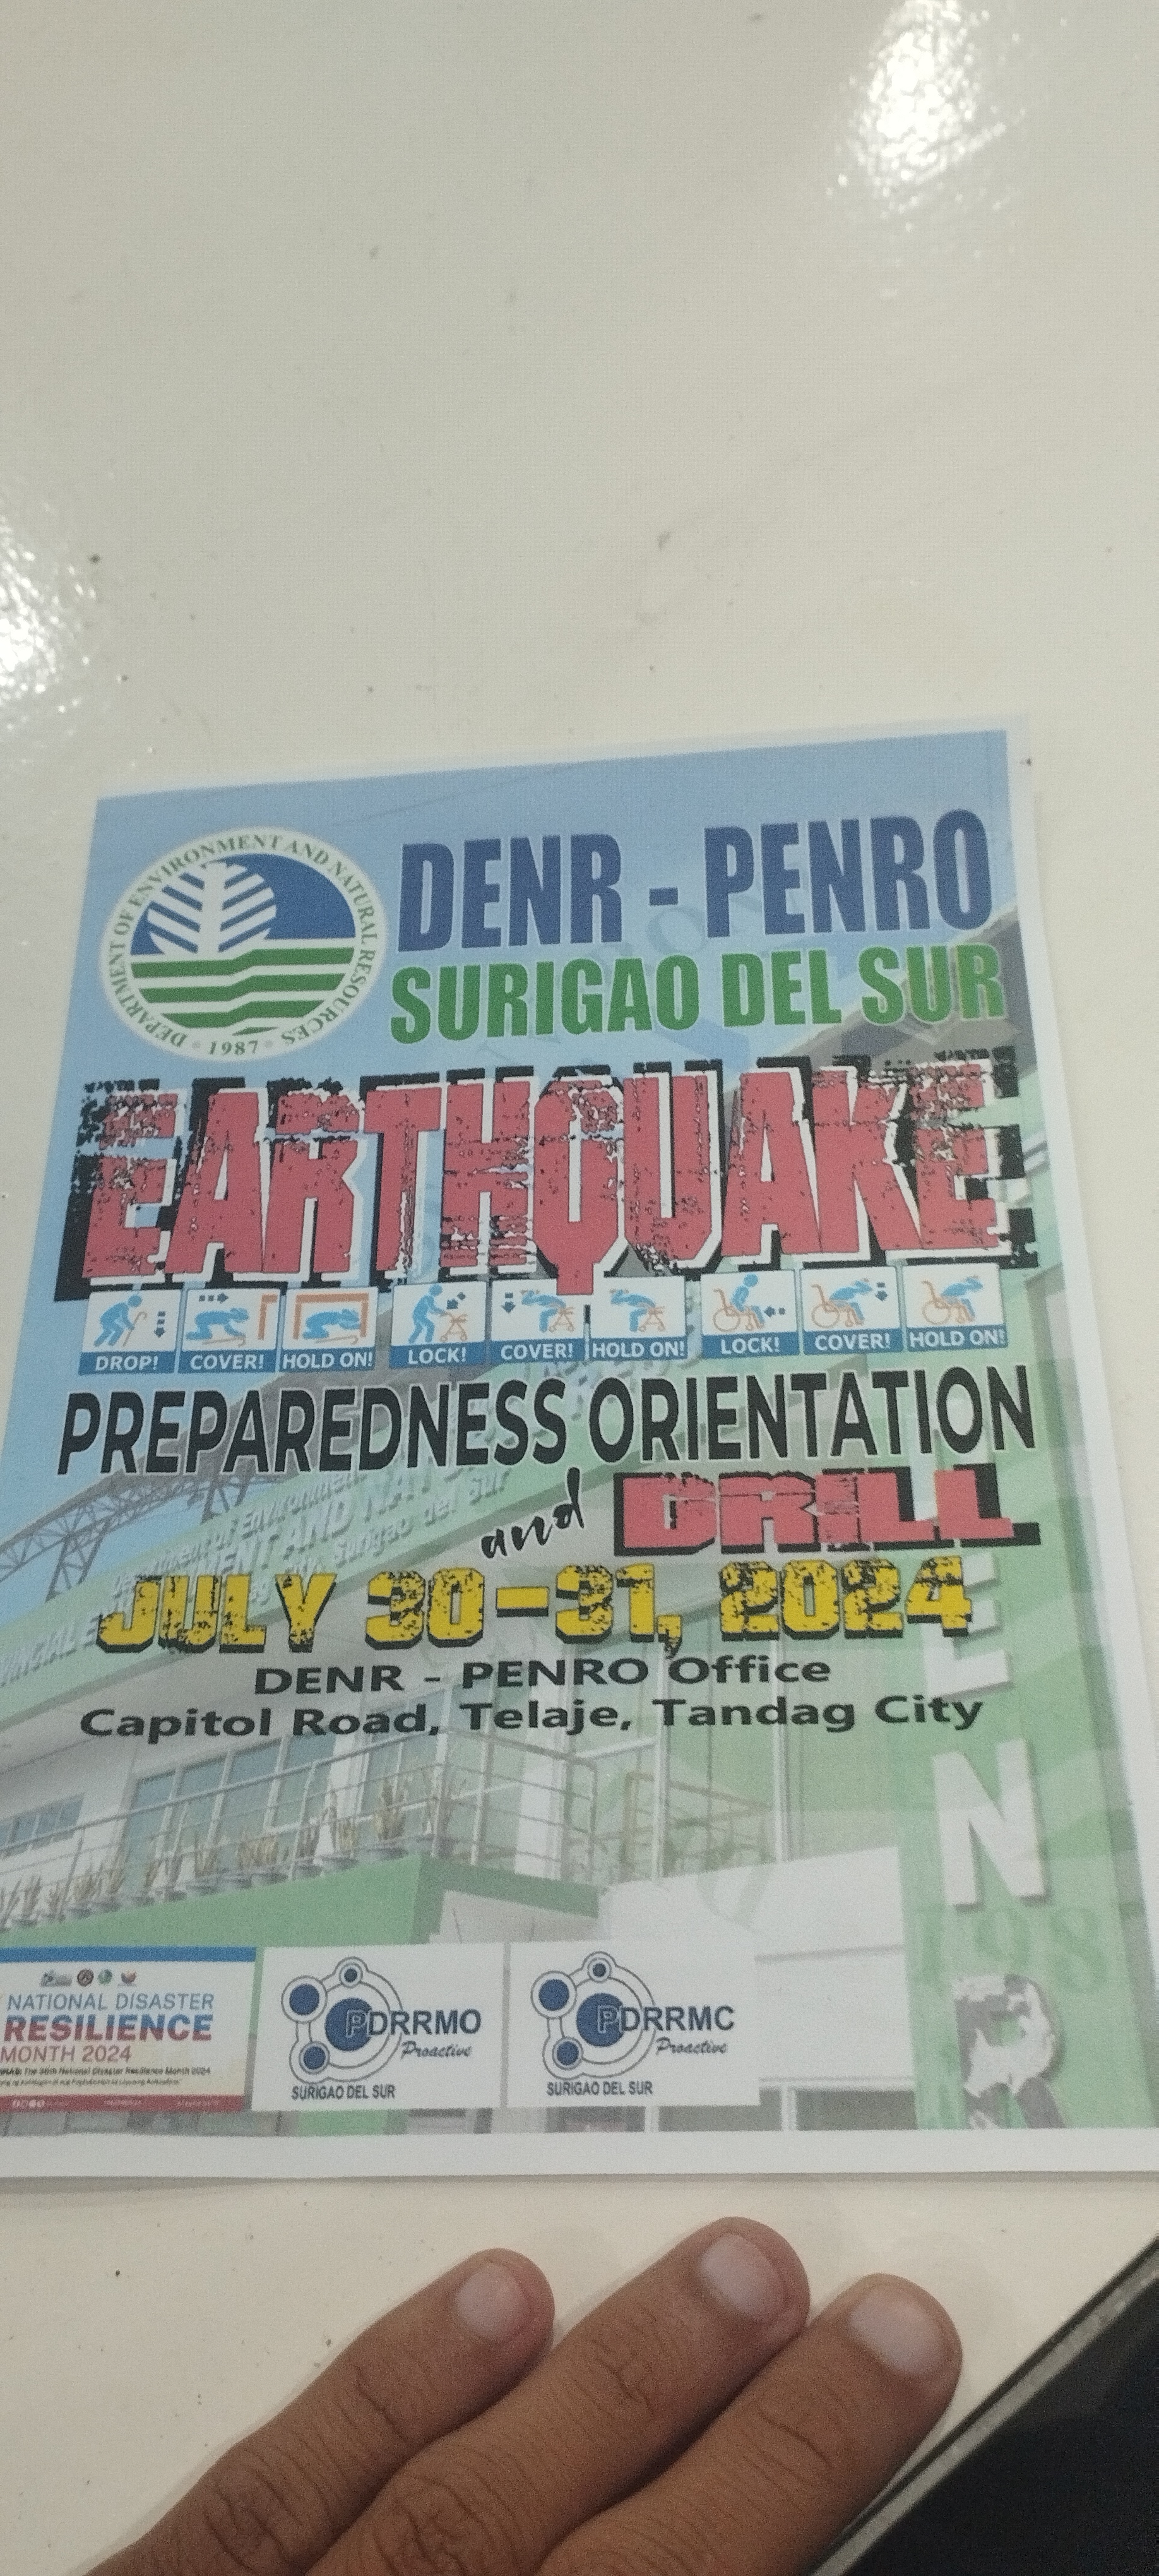 DEPARTMENT OF ENVIRONMENT AND NATURAL RESOURCES
1987
DENR - PENRO
SURIGAO DEL SUR
EARTHQUAKE
DROP! COVER! HOLD ON! LOCK! COVER! HOLD ON! LOCK! COVER! HOLD ON!
PREPAREDNESS ORIENTATION
and DRILL
JULY 30-31, 2024
DENR - PENRO Office
Capitol Road, Telaje, Tandag City
ENR
NATIONAL DISASTER
RESILIENCE
MONTH 2024
PDRRMO
Proactive
SURIGAO DEL SUR
PDRRMC
Proactive
SURIGAO DEL SUR